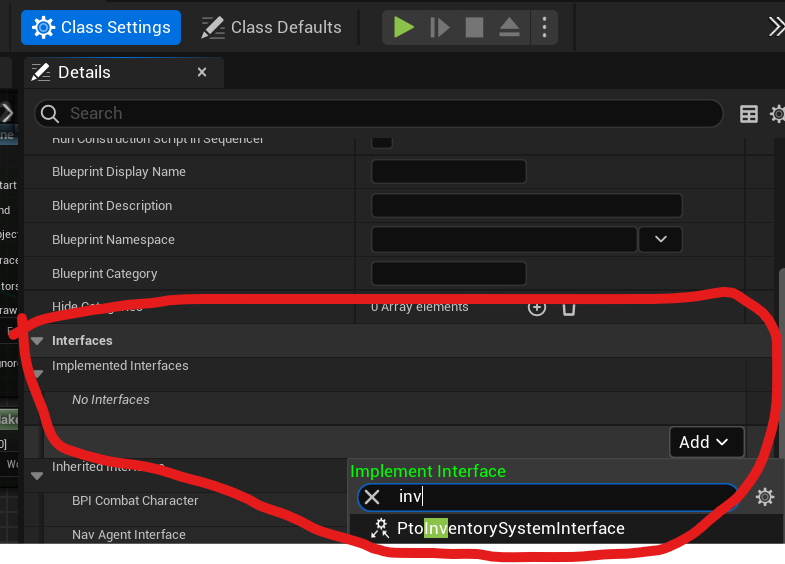 Class Settings
Class Defaults
Details
Search
Run Construction Script in Sequencer
Blueprint Display Name
Blueprint Description
Blueprint Namespace
Blueprint Category
Hide Categories
0 Array elements
Interfaces
Implemented Interfaces
No Interfaces
Add
Inherited Interfaces
Implement Interface
inv
BPI Combat Character
PtoInventorySystemInterface
Nav Agent Interface